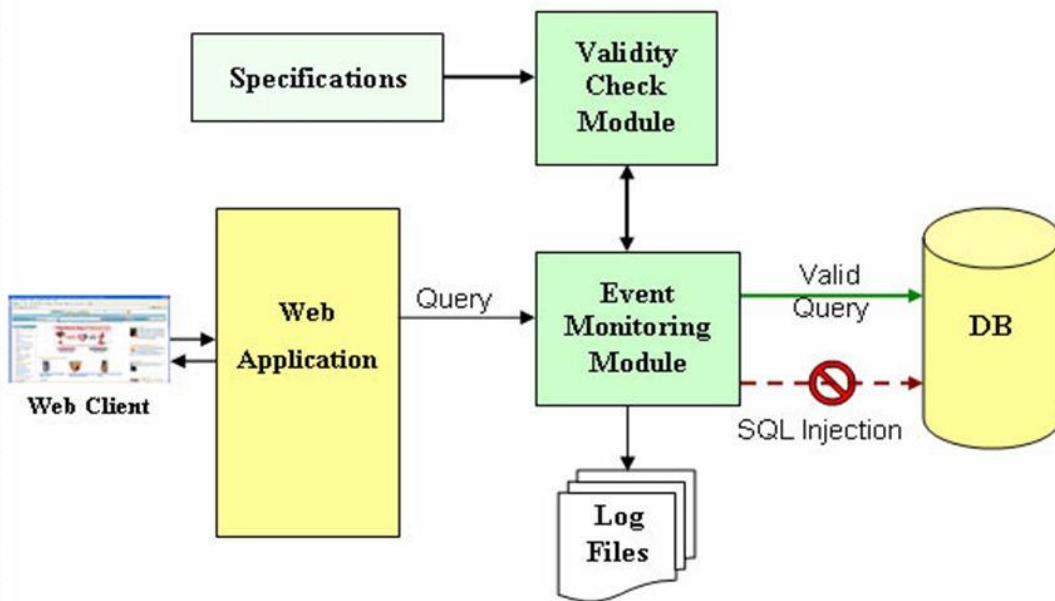 Specifications
Validity
Check
Module
Web
Application
Query
Event
Monitoring
Module
Valid
Query
DB
Web Client
SQL Injection
Log
Files